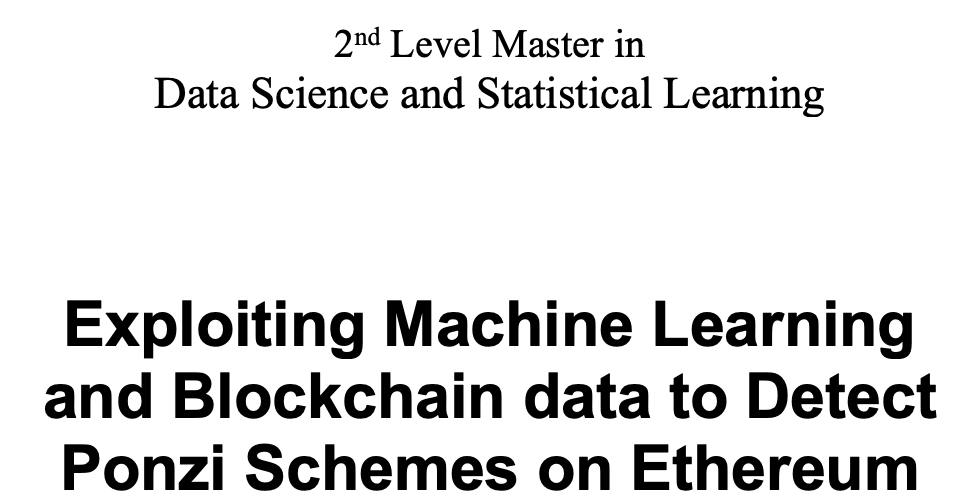 2nd Level Master in
Data Science and Statistical Learning
Exploiting Machine Learning
and Blockchain data to Detect
Ponzi Schemes on Ethereum